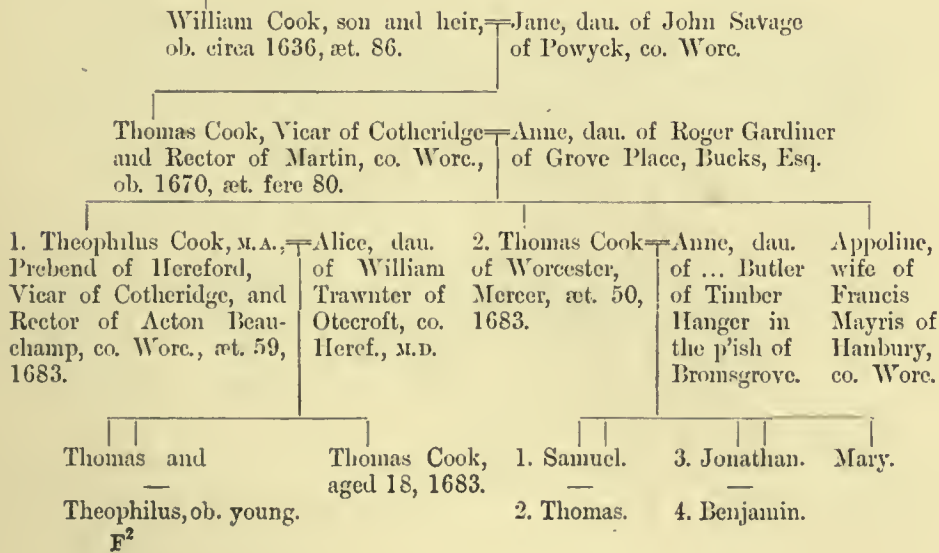 William Cook, son and heir,
ob. circa 1636, æt. 86.
Jane, dau. of John Savage
of Powyck, co. Worc.
Thomas Cook, Vicar of Cotheridge
and Rector of Martin, co. Worc.,
ob. 1670, æt. fere 80.
Anne, dau. of Roger Gardiner
of Grove Place, Bucks, Esq.
1. Theophilus Cook, M.A.,
Prebend of Hereford,
Vicar of Cotheridge, and
Rector of Acton Beau-
champ, co. Worc., æt. 59,
1683.
Alice, dau.
of William
Trawnter of
Otecroft, co.
Heref., M.D.
2. Thomas Cook
of Worcester,
Mercer, æt. 50,
1683.
Anne, dau.
of ... Butler
of Timber
Hanger in
the p'ish of
Bromsgrove.
Appoline,
wife of
Francis
Mayris of
Hanbury,
co. Worc.
Thomas and
—
Theophilus, ob. young.
Thomas Cook,
aged 18, 1683.
1. Samuel.
—
2. Thomas.
3. Jonathan.
—
4. Benjamin.
Mary.
F²